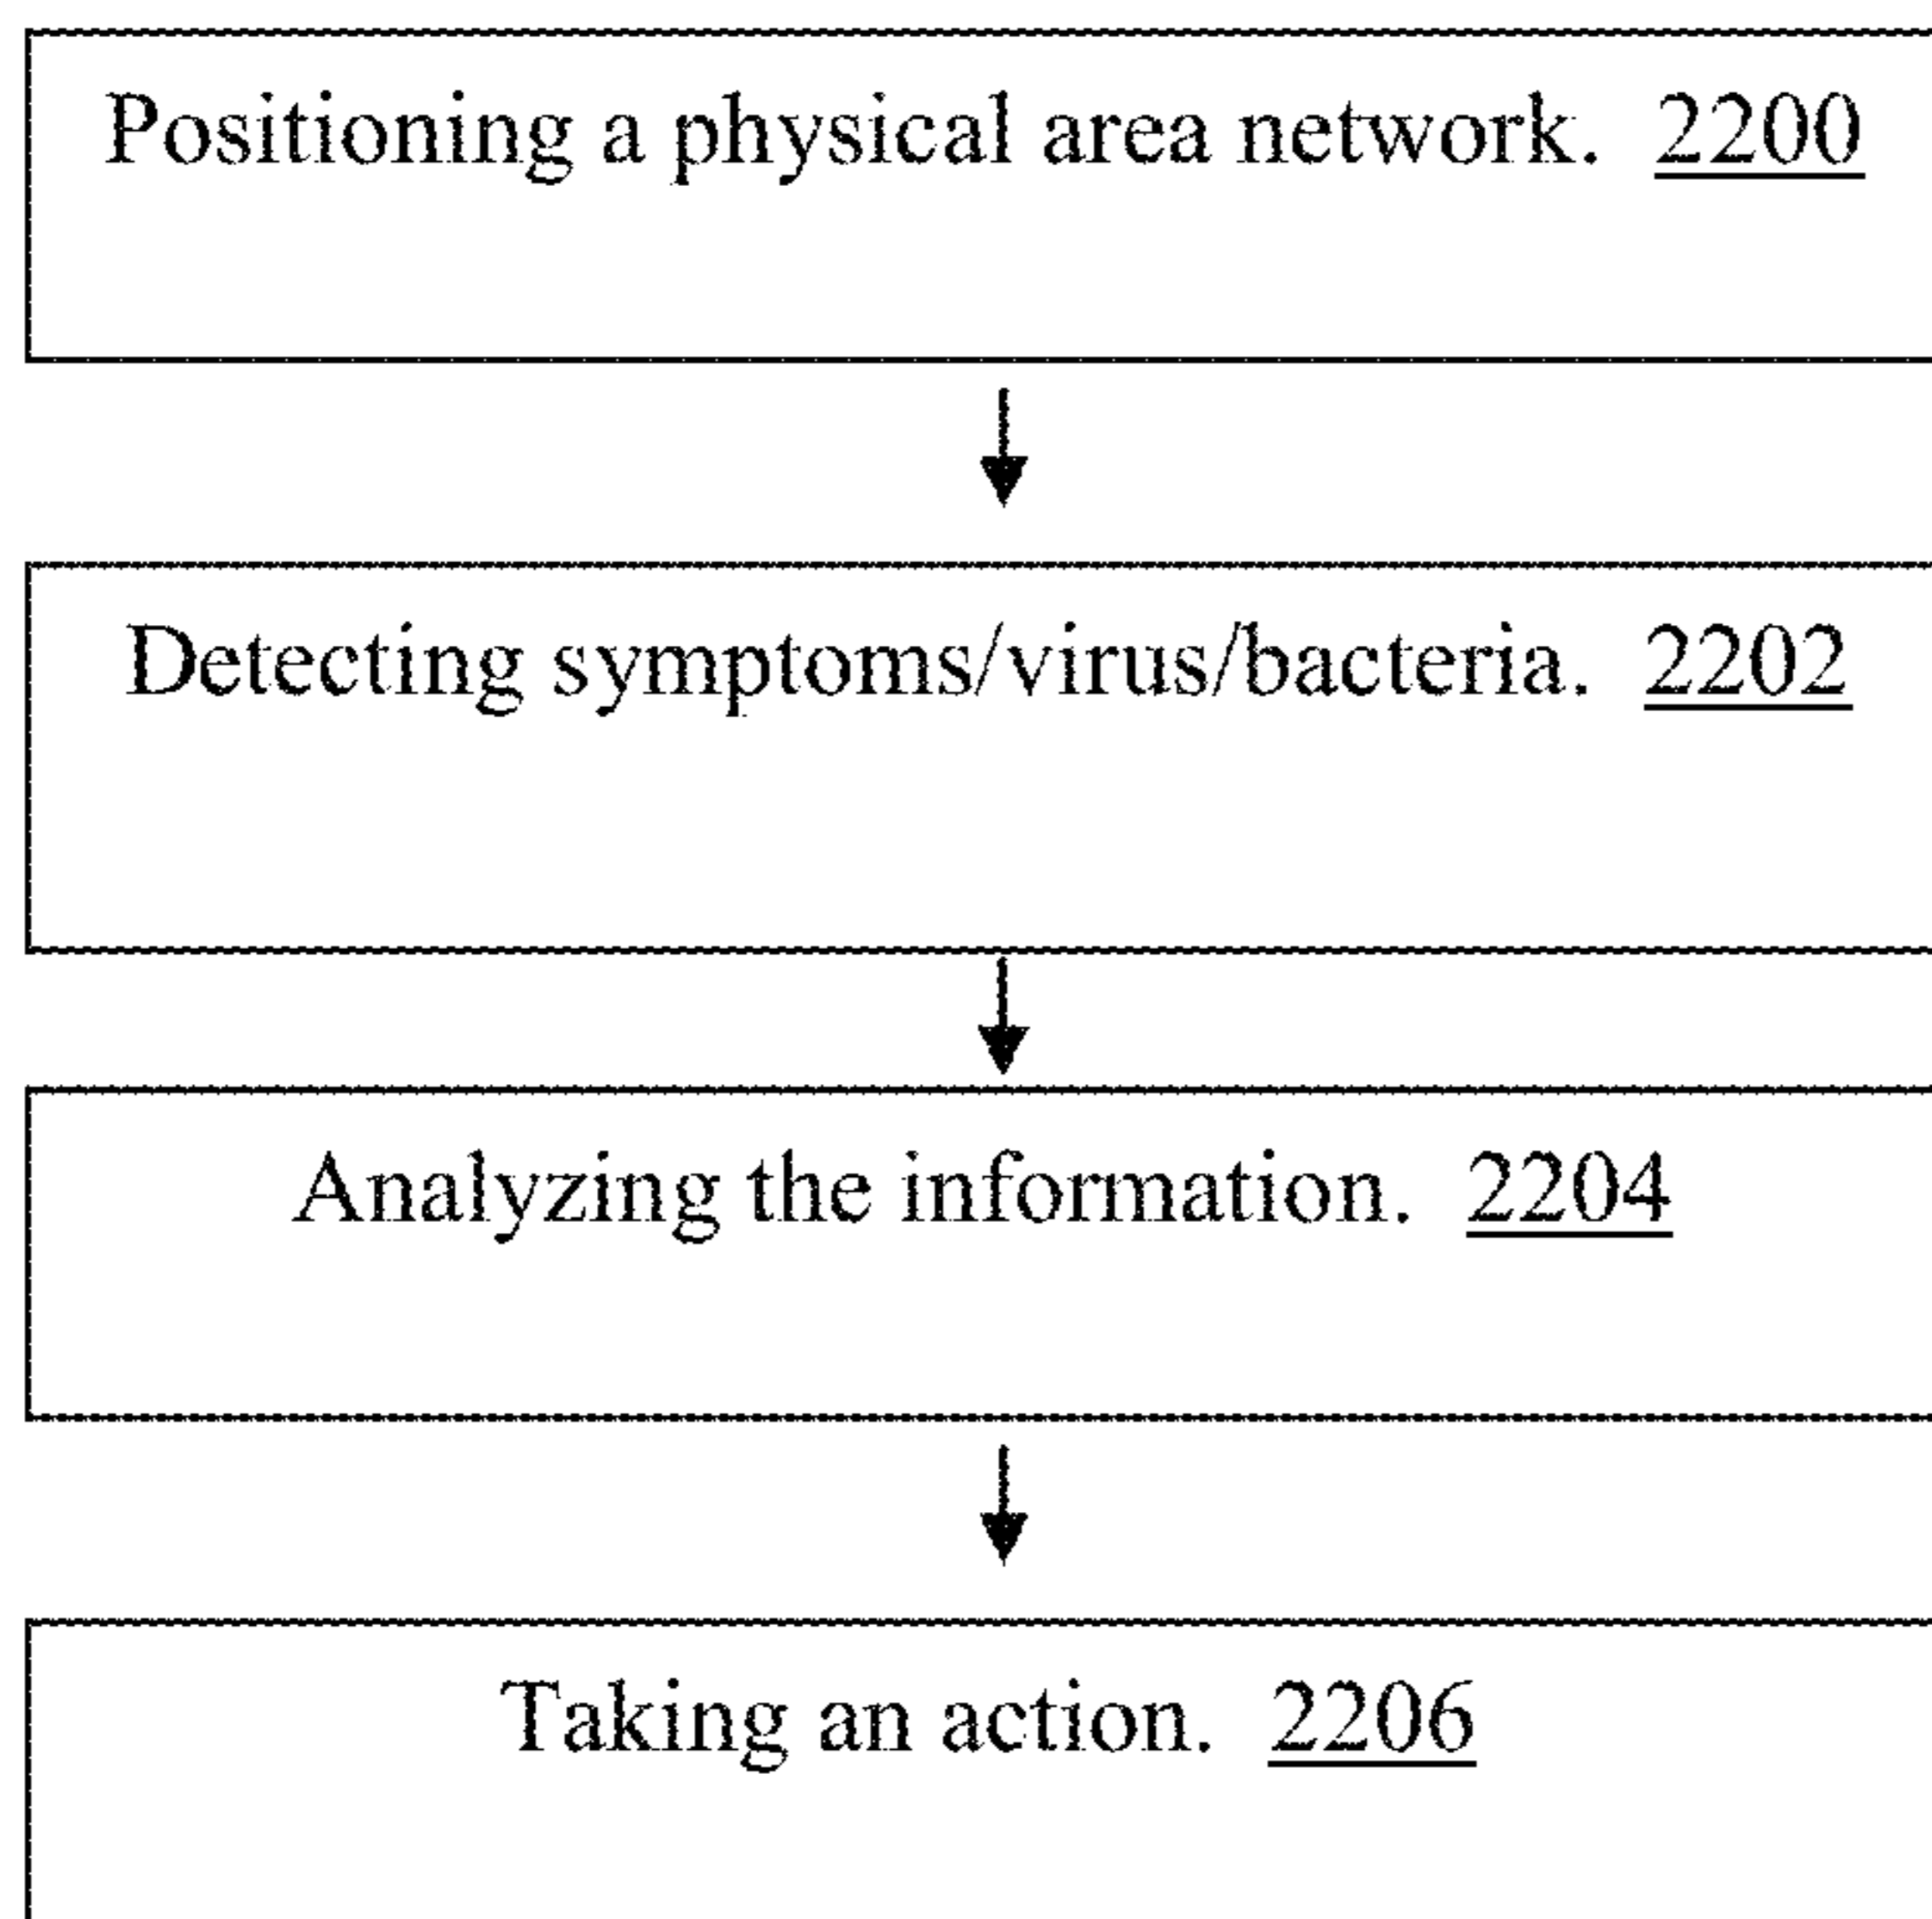 Positioning a physical area network. 2200
Detecting symptoms/virus/bacteria. 2202
Analyzing the information. 2204
Taking an action. 2206